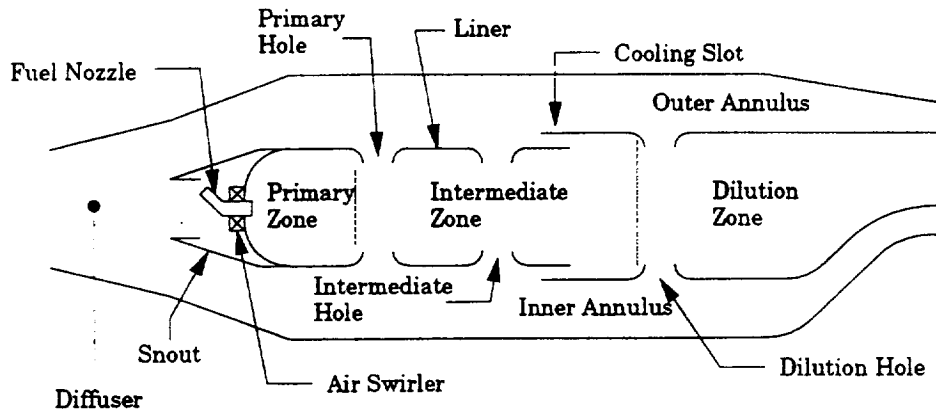 Primary
Hole
Liner
Fuel Nozzle
Cooling Slot
Outer Annulus
Primary
Zone
Intermediate
Zone
Dilution
Zone
Intermediate
Hole
Inner Annulus
Snout
Air Swirler
Dilution Hole
Diffuser